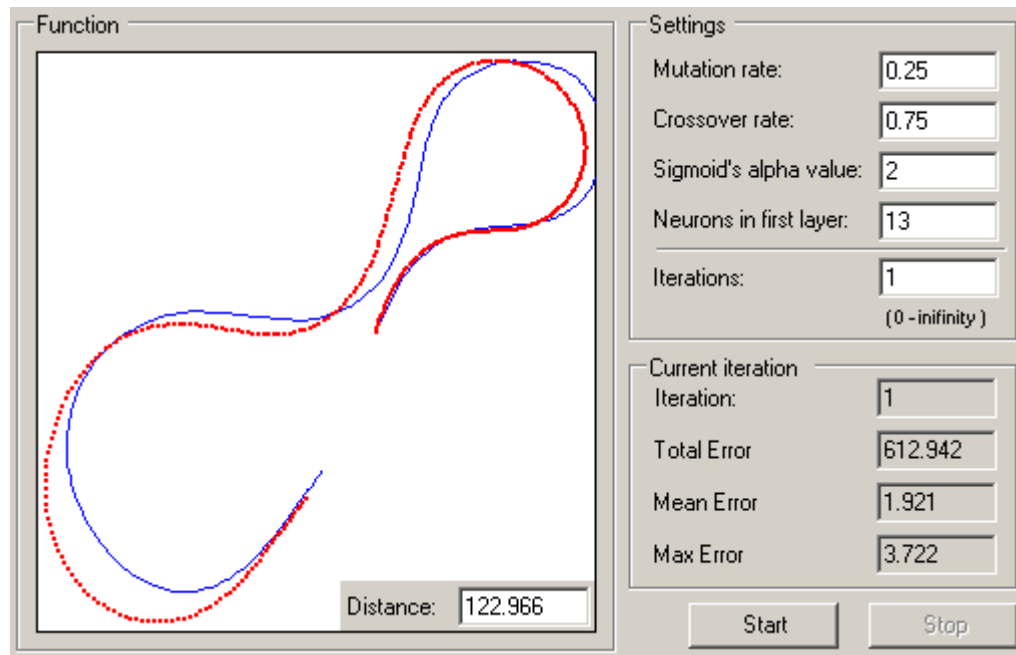 Function
Distance: 122.966
Settings
Mutation rate: 0.25
Crossover rate: 0.75
Sigmoid's alpha value: 2
Neurons in first layer: 13
Iterations: 1
( 0 - inifinity )
Current iteration
Iteration: 1
Total Error 612.942
Mean Error 1.921
Max Error 3.722
Start Stop